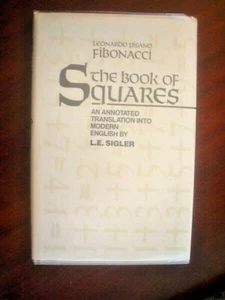 LEONARDO PISANO
FIBONACCI
the BOOK OF
SQUARES
AN ANNOTATED
TRANSLATION INTO
MODERN
ENGLISH BY
L.E. SIGLER